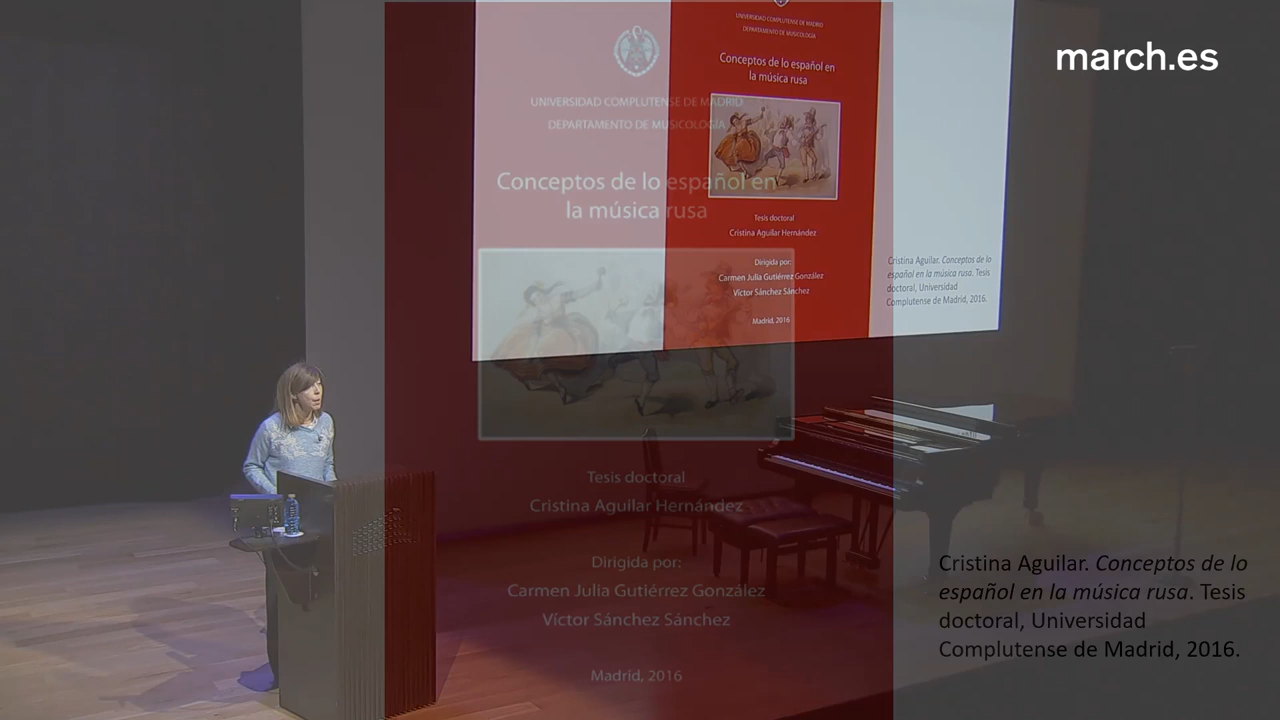 march.es
UNIVERSIDAD COMPLUTENSE DE MADRID
DEPARTAMENTO DE MUSICOLOGÍA
Conceptos de lo español en
la música rusa
Tesis doctoral
Cristina Aguilar Hernández
Dirigida por:
Carmen Julia Gutiérrez González
Víctor Sánchez Sánchez
Madrid, 2016
Cristina Aguilar. Conceptos de lo
español en la música rusa. Tesis
doctoral, Universidad
Complutense de Madrid, 2016.
UNIVERSIDAD COMPLUTENSE DE MADRID
DEPARTAMENTO DE MUSICOLOGÍA
Conceptos de lo español en
la música rusa
Tesis doctoral
Cristina Aguilar Hernández
Dirigida por:
Carmen Julia Gutiérrez González
Víctor Sánchez Sánchez
Madrid, 2016
Cristina Aguilar. Conceptos de lo
español en la música rusa. Tesis
doctoral, Universidad
Complutense de Madrid, 2016.